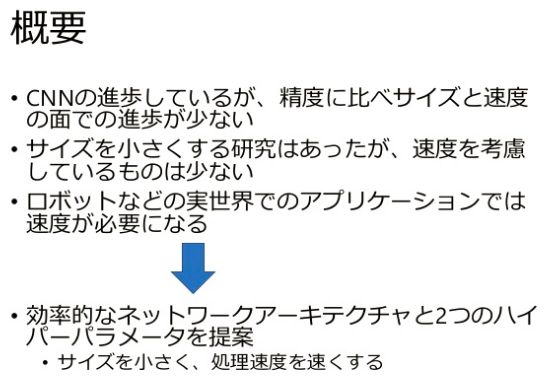 概要
• CNNの進歩しているが、精度に比べサイズと速度
の面での進歩が少ない
• サイズを小さくする研究はあったが、速度を考慮
しているものは少ない
• ロボットなどの実世界でのアプリケーションでは
速度が必要になる
• 効率的なネットワークアーキテクチャと2つのハイ
パーパラメータを提案
• サイズを小さく、処理速度を速くする